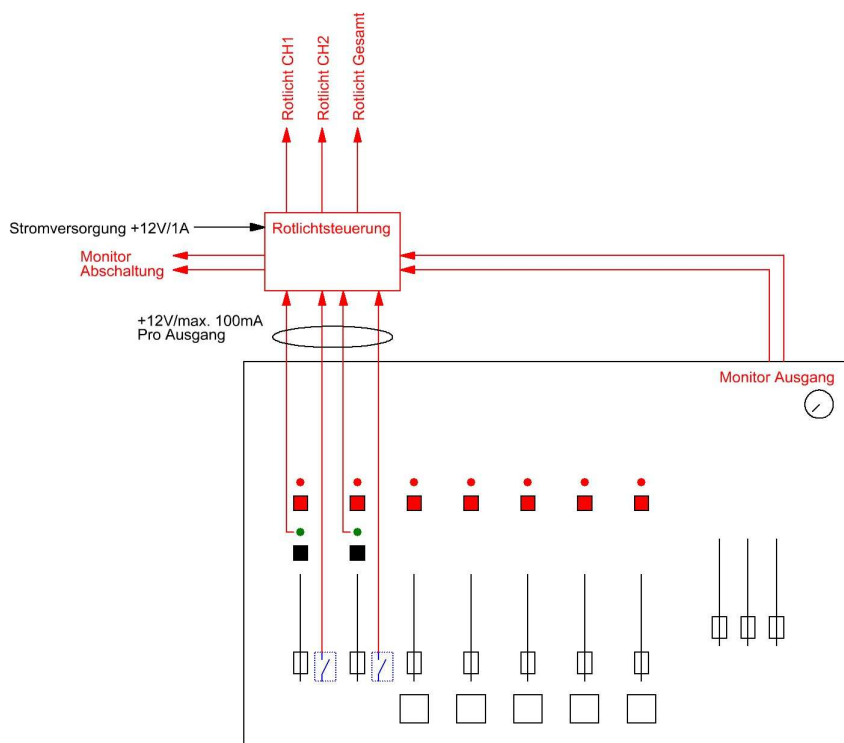 Rotlicht CH1
Rotlicht CH2
Rotlicht Gesamt
Stromversorgung +12V/1A
Rotlichtsteuerung
Monitor
Abschaltung
+12V/max. 100mA
Pro Ausgang
Monitor Ausgang